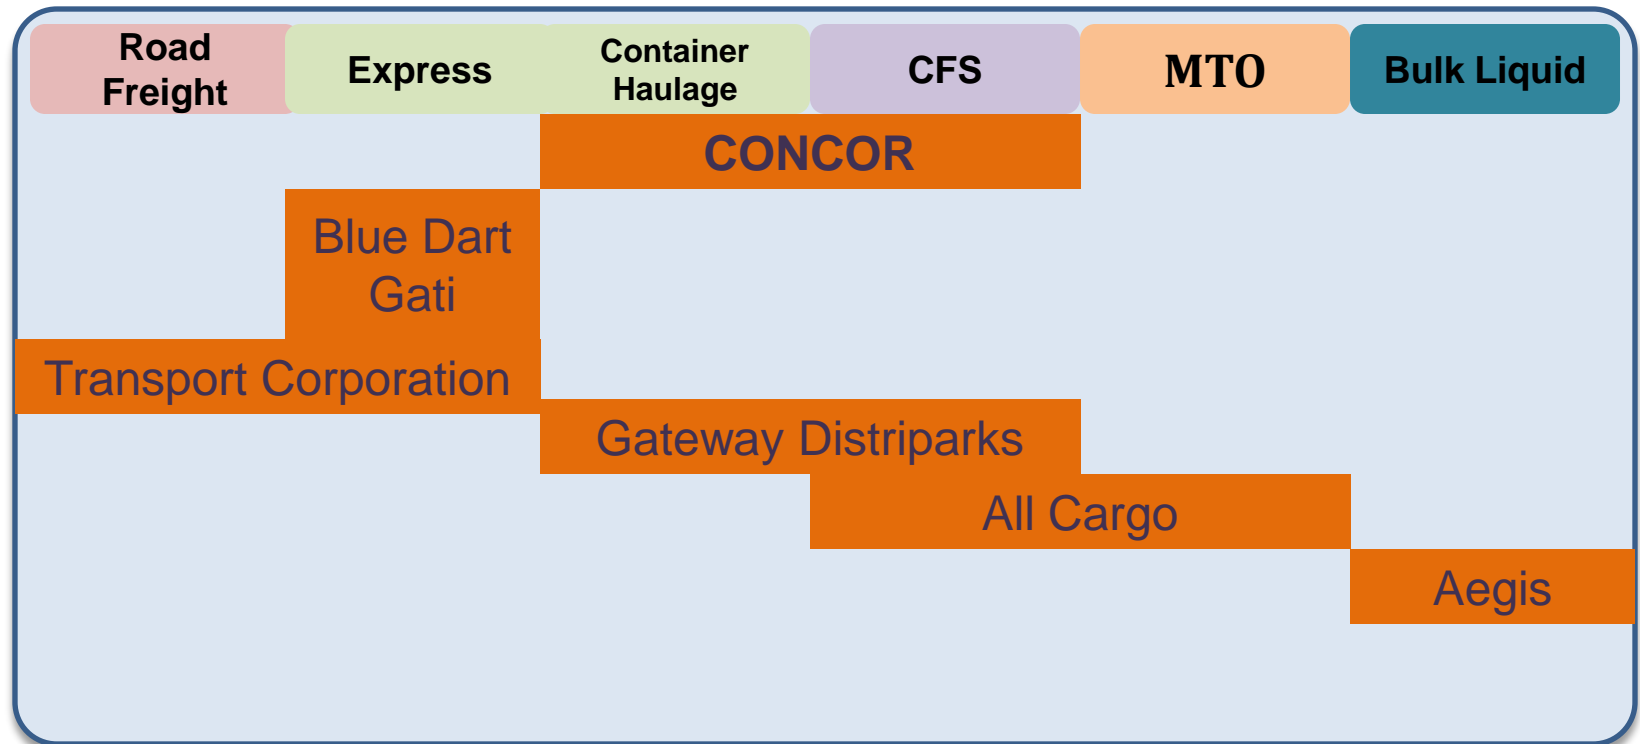 Road
Freight
Express
Container
Haulage
CFS
MTO
Bulk Liquid
CONCOR
Blue Dart
Gati
Transport Corporation
Gateway Distriparks
All Cargo
Aegis